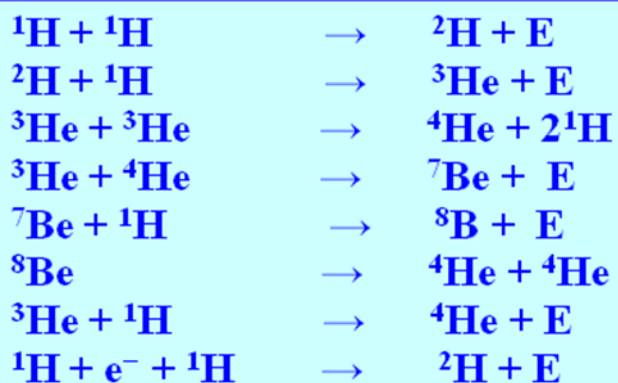 ¹H + ¹H → ²H + E
²H + ¹H → ³He + E
³He + ³He → ⁴He + 2¹H
³He + ⁴He → ⁷Be + E
⁷Be + ¹H → ⁸B + E
⁸Be → ⁴He + ⁴He
³He + ¹H → ⁴He + E
¹H + e⁻ + ¹H → ²H + E